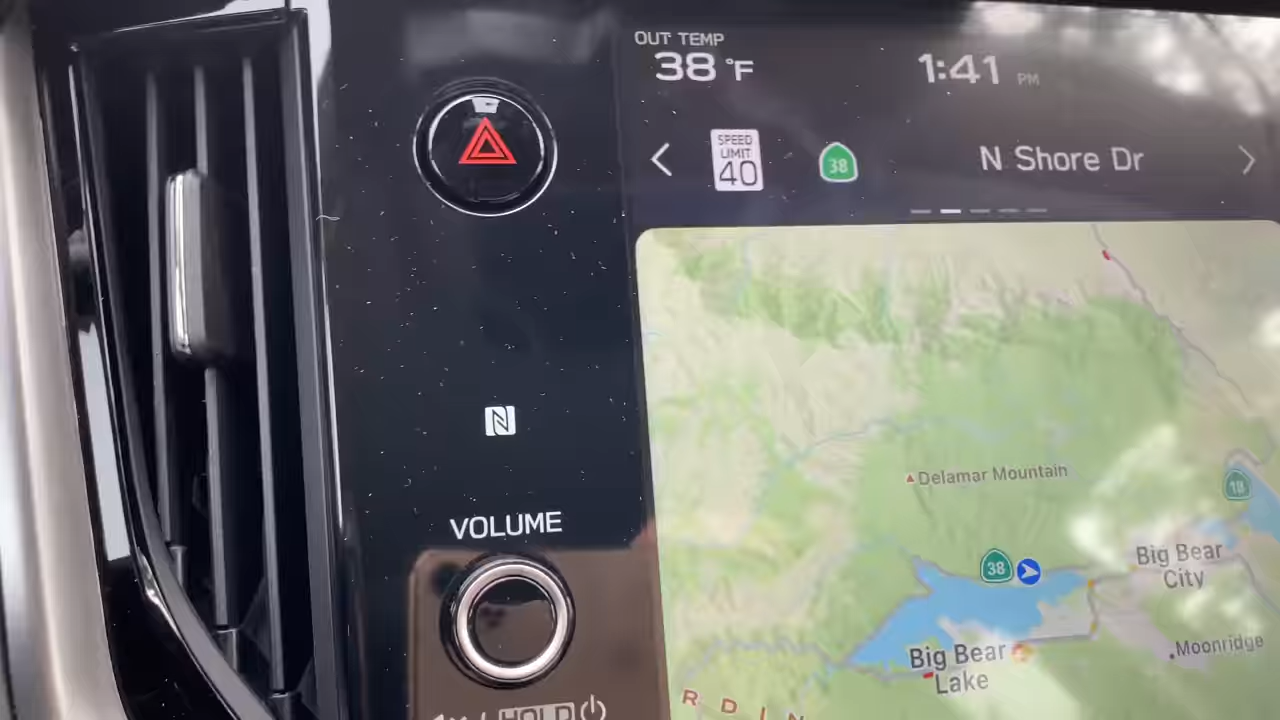 OUT TEMP
38 °F
1:41 PM
SPEED
LIMIT
40
38
N Shore Dr
Delamar Mountain
18
38
Big Bear
City
Moonridge
Big Bear
Lake
R D I N
VOLUME
HOLD